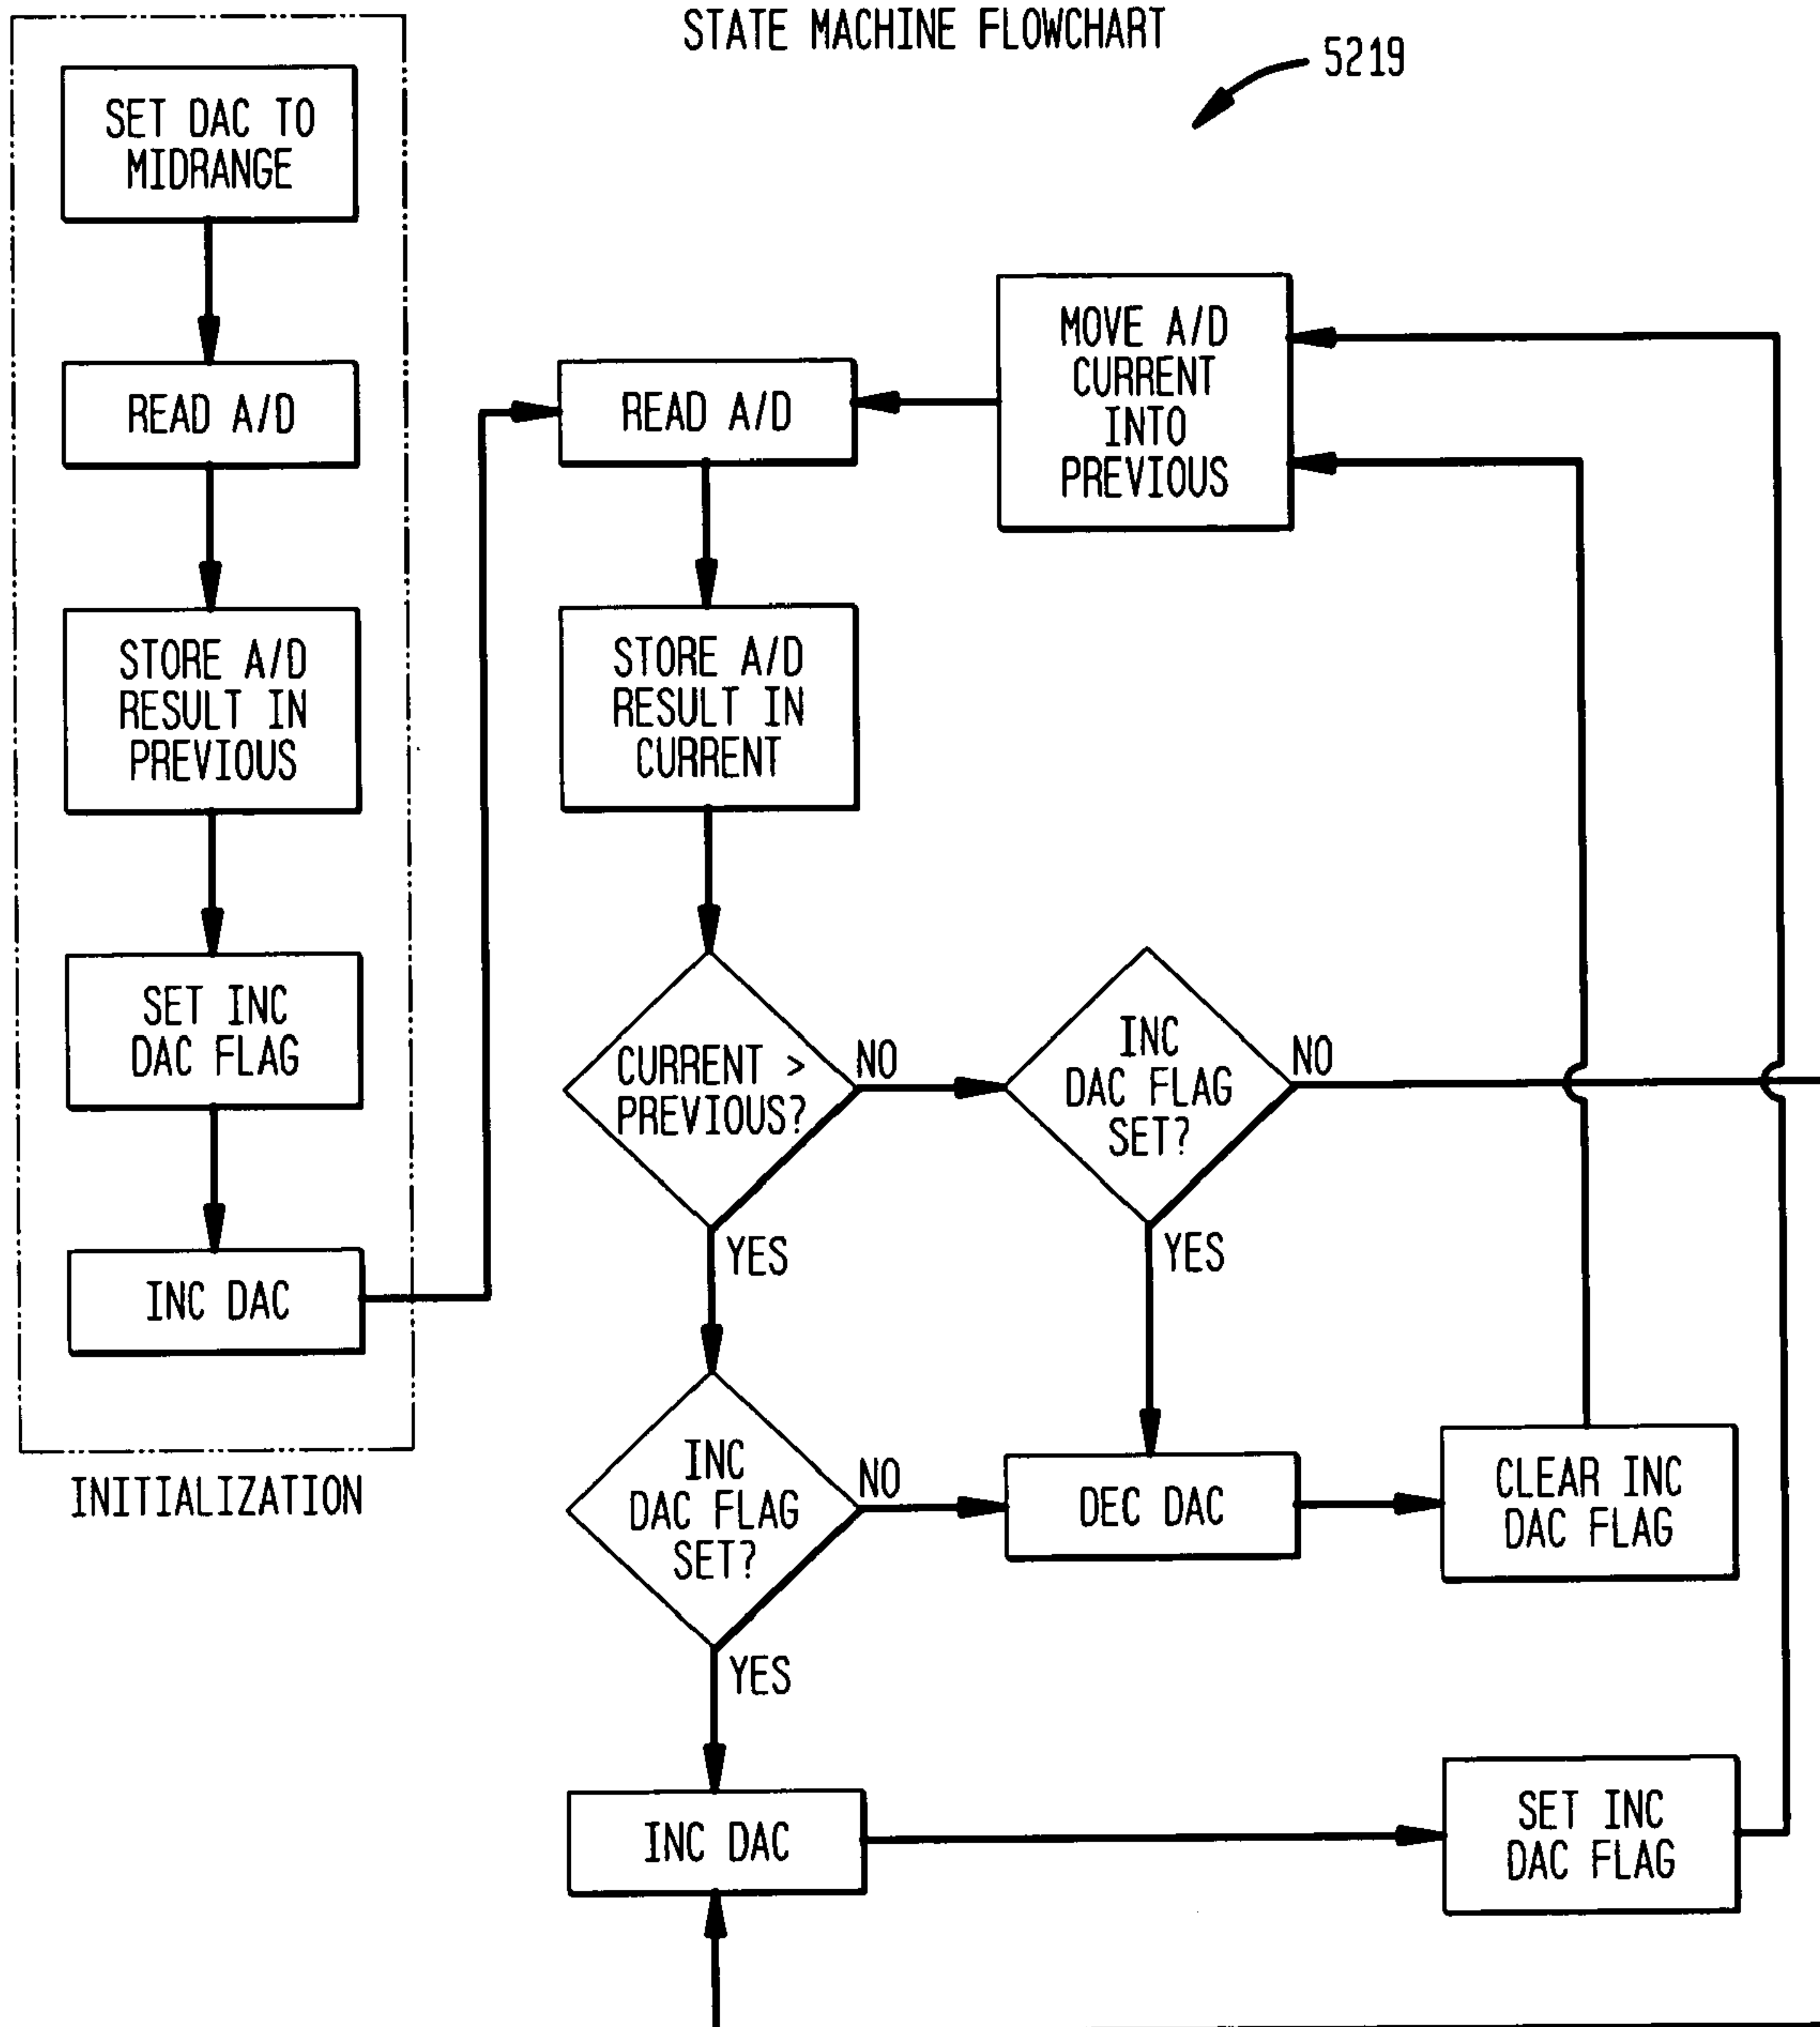 STATE MACHINE FLOWCHART
5219
SET DAC TO
MIDRANGE
READ A/D
STORE A/D
RESULT IN
PREVIOUS
SET INC
DAC FLAG
INC DAC
INITIALIZATION
READ A/D
MOVE A/D
CURRENT
INTO
PREVIOUS
STORE A/D
RESULT IN
CURRENT
CURRENT >
PREVIOUS?
NO
YES
INC
DAC FLAG
SET?
NO
YES
INC
DAC FLAG
SET?
NO
YES
DEC DAC
CLEAR INC
DAC FLAG
INC DAC
SET INC
DAC FLAG